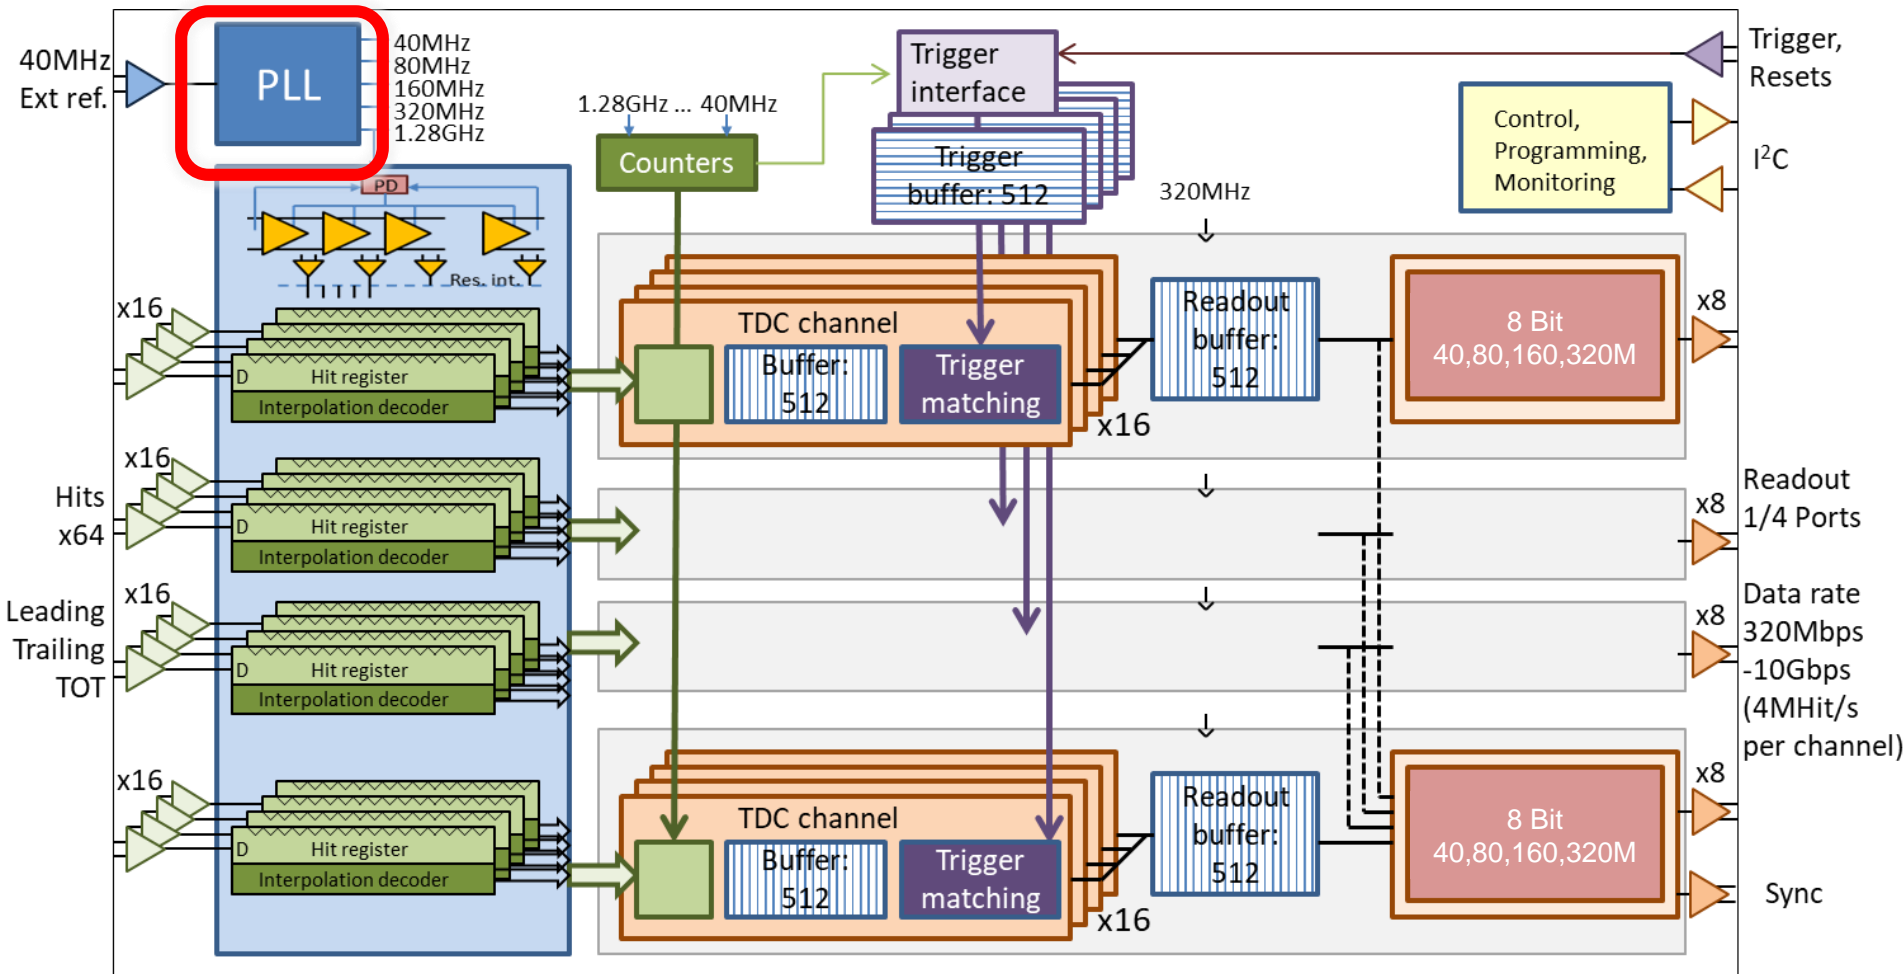 40MHz
Ext ref.
PLL
40MHz
80MHz
160MHz
320MHz
1.28GHz
1.28GHz ... 40MHz
Counters
Trigger
interface
Trigger
buffer: 512
Trigger,
Resets
Control,
Programming,
Monitoring
I²C
320MHz
PD
Res. int.
x16
D
Hit register
Interpolation decoder
TDC channel
Buffer:
512
Trigger
matching
x16
Readout
buffer:
512
8 Bit
40,80,160,320M
x8
Hits
x64
x16
D
Hit register
Interpolation decoder
x8
Readout
1/4 Ports
Leading
Trailing
TOT
x16
D
Hit register
Interpolation decoder
x8
Data rate
320Mbps
-10Gbps
(4MHit/s
per channel)
x16
D
Hit register
Interpolation decoder
TDC channel
Buffer:
512
Trigger
matching
x16
Readout
buffer:
512
8 Bit
40,80,160,320M
x8
Sync